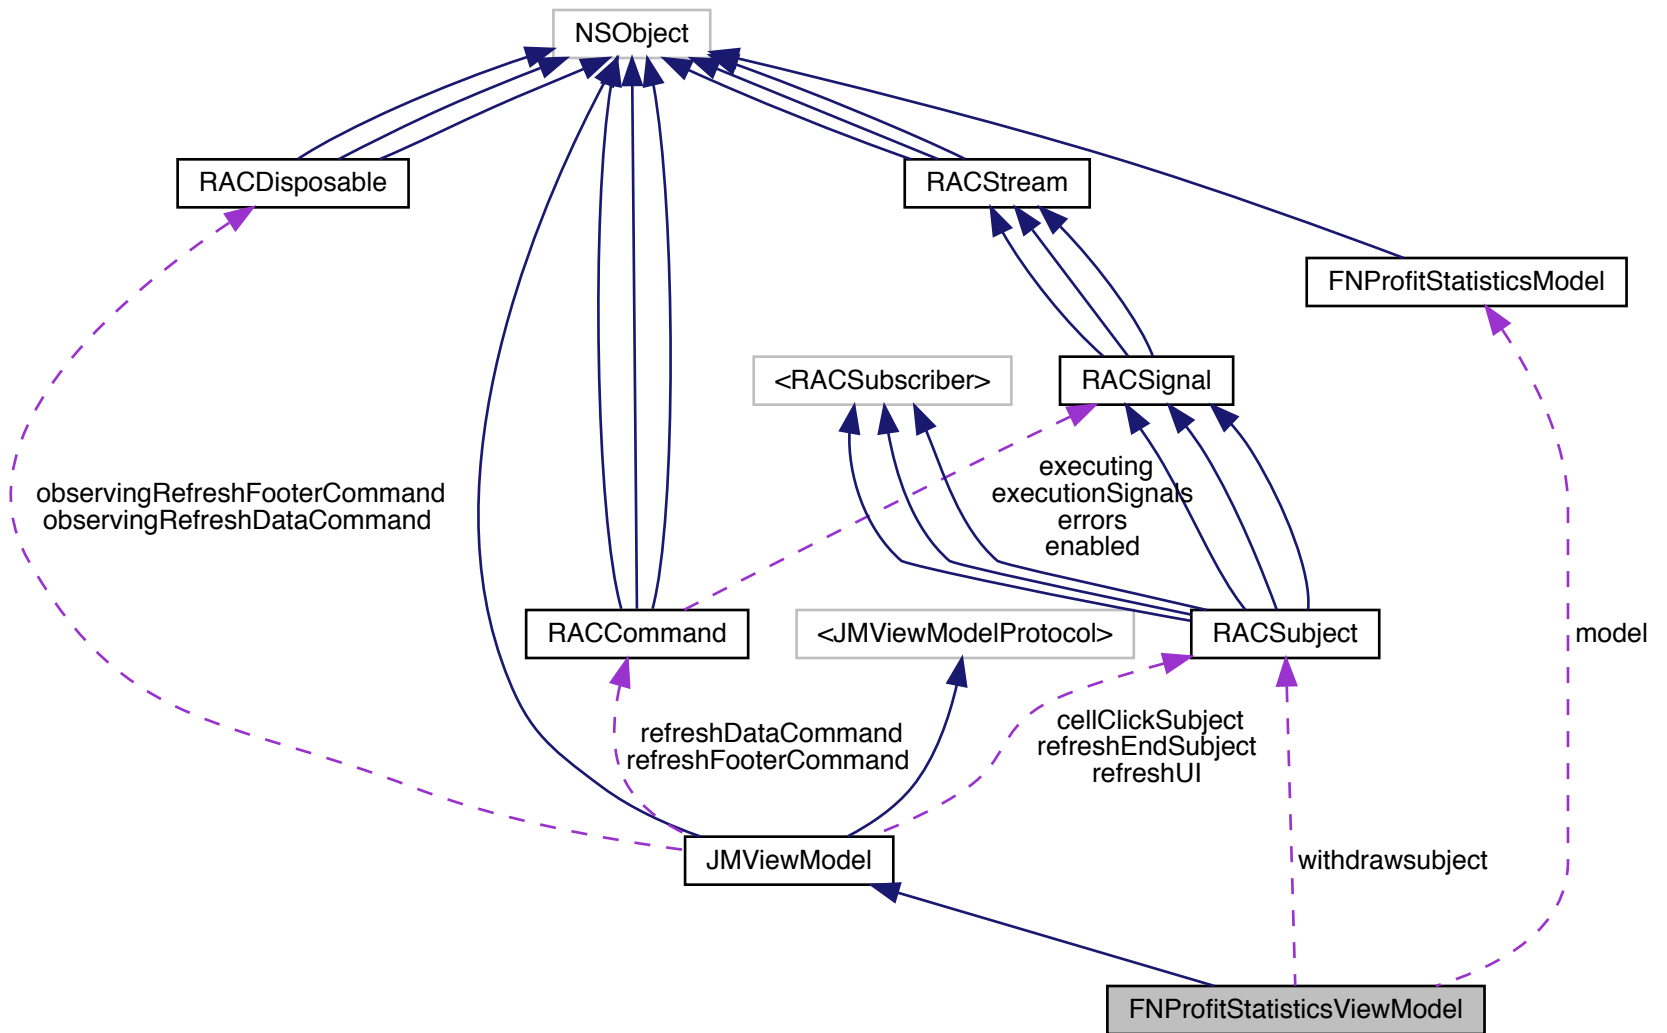 NSObject
RACDisposable
RACStream
FNProfitStatisticsModel
<RACSubscriber>
RACSignal
observingRefreshFooterCommand
observingRefreshDataCommand
executing
executionSignals
errors
enabled
RACCommand
<JMViewModelProtocol>
RACSubject
model
refreshDataCommand
refreshFooterCommand
cellClickSubject
refreshEndSubject
refreshUI
JMViewModel
withdrawsubject
FNProfitStatisticsViewModel